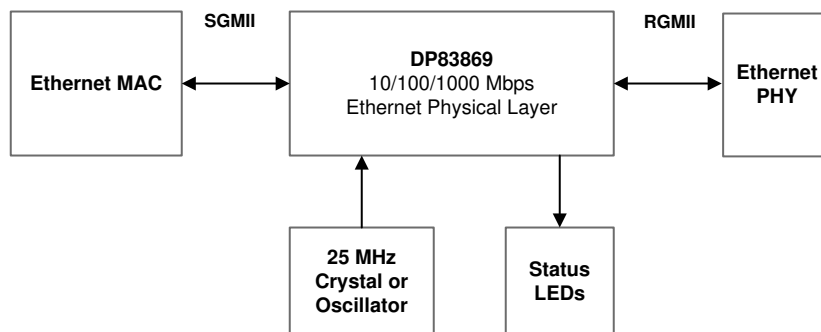 SGMII
RGMII
Ethernet MAC
DP83869
10/100/1000 Mbps
Ethernet Physical Layer
Ethernet
PHY
25 MHz
Crystal or
Oscillator
Status
LEDs